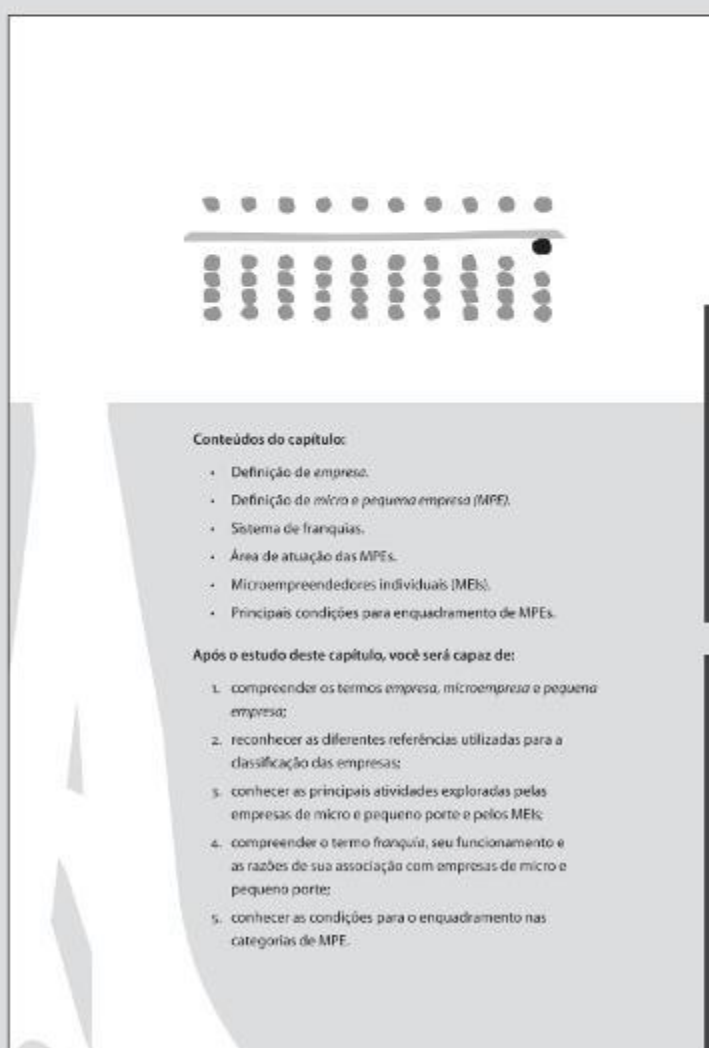 Conteúdos do capítulo:
• Definição de empresa.
• Definição de micro e pequena empresa (MPE).
• Sistema de franquias.
• Área de atuação das MPEs.
• Microempreendedores individuais (MEIs).
• Principais condições para enquadramento de MPEs.
Após o estudo deste capítulo, você será capaz de:
1. compreender os termos empresa, microempresa e pequena
empresa;
2. reconhecer as diferentes referências utilizadas para a
classificação das empresas;
3. conhecer as principais atividades exploradas pelas
empresas de micro e pequeno porte e pelos MEIs;
4. compreender o termo franquia, seu funcionamento e
as razões de sua associação com empresas de micro e
pequeno porte;
5. conhecer as condições para o enquadramento nas
categorias de MPE.